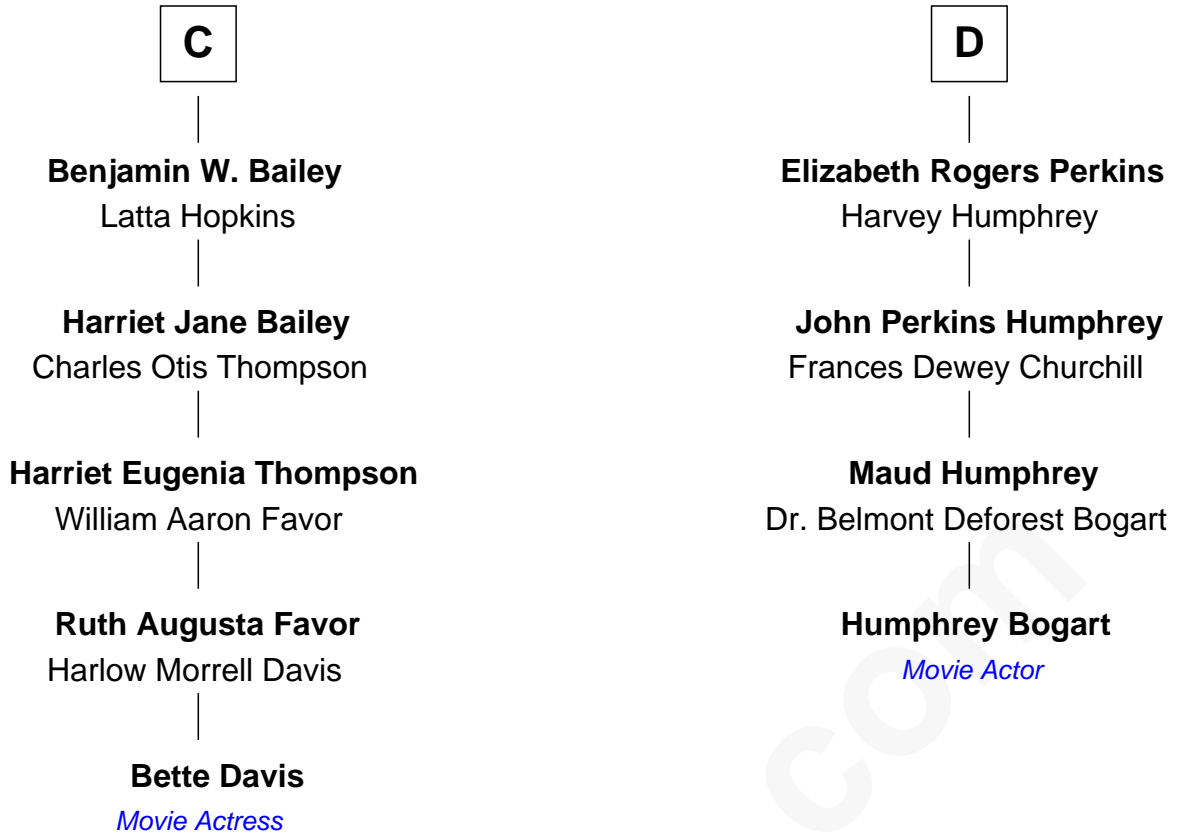 C
Benjamin W. Bailey
Latta Hopkins
Harriet Jane Bailey
Charles Otis Thompson
Harriet Eugenia Thompson
William Aaron Favor
Ruth Augusta Favor
Harlow Morrell Davis
Bette Davis
Movie Actress
D
Elizabeth Rogers Perkins
Harvey Humphrey
John Perkins Humphrey
Frances Dewey Churchill
Maud Humphrey
Dr. Belmont Deforest Bogart
Humphrey Bogart
Movie Actor
com